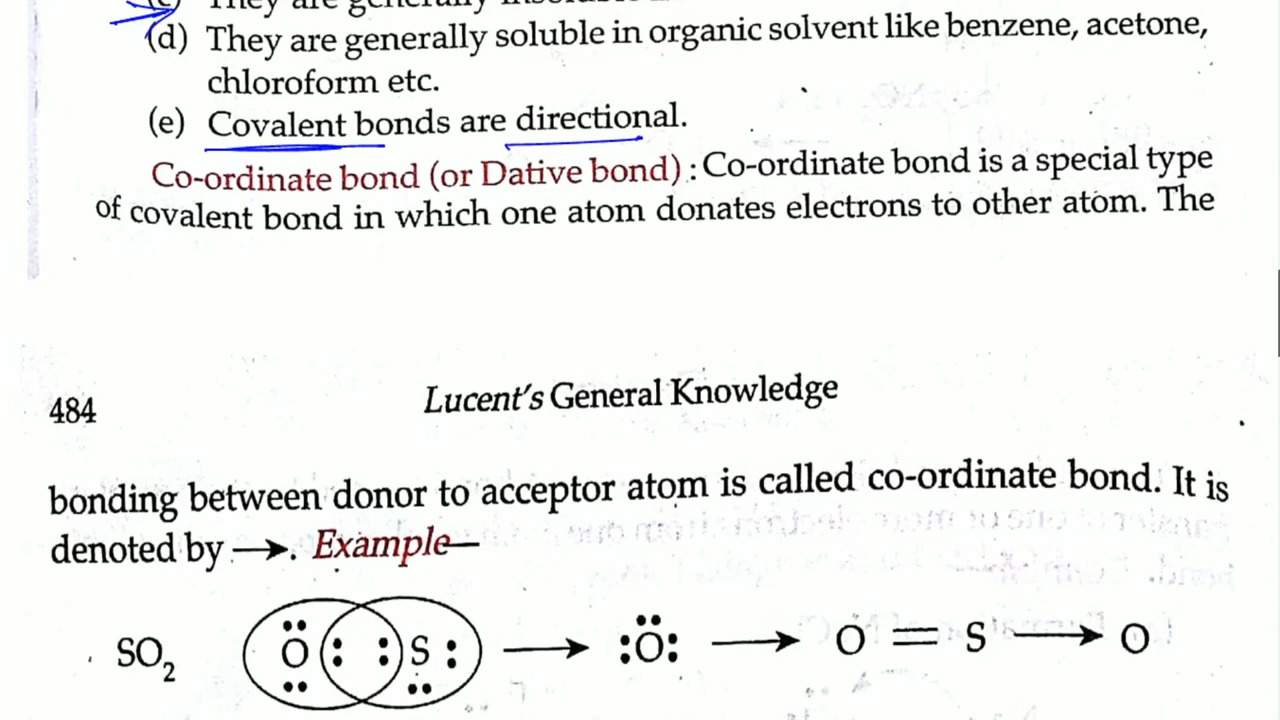 (c) They are generally
(d) They are generally soluble in organic solvent like benzene, acetone,
chloroform etc.
(e) Covalent bonds are directional.
Co-ordinate bond (or Dative bond) : Co-ordinate bond is a special type
of covalent bond in which one atom donates electrons to other atom. The
484 Lucent's General Knowledge
bonding between donor to acceptor atom is called co-ordinate bond. It is
denoted by ⟶. Example—
SO₂ O S ⟶ O ⟶ O = S ⟶ O